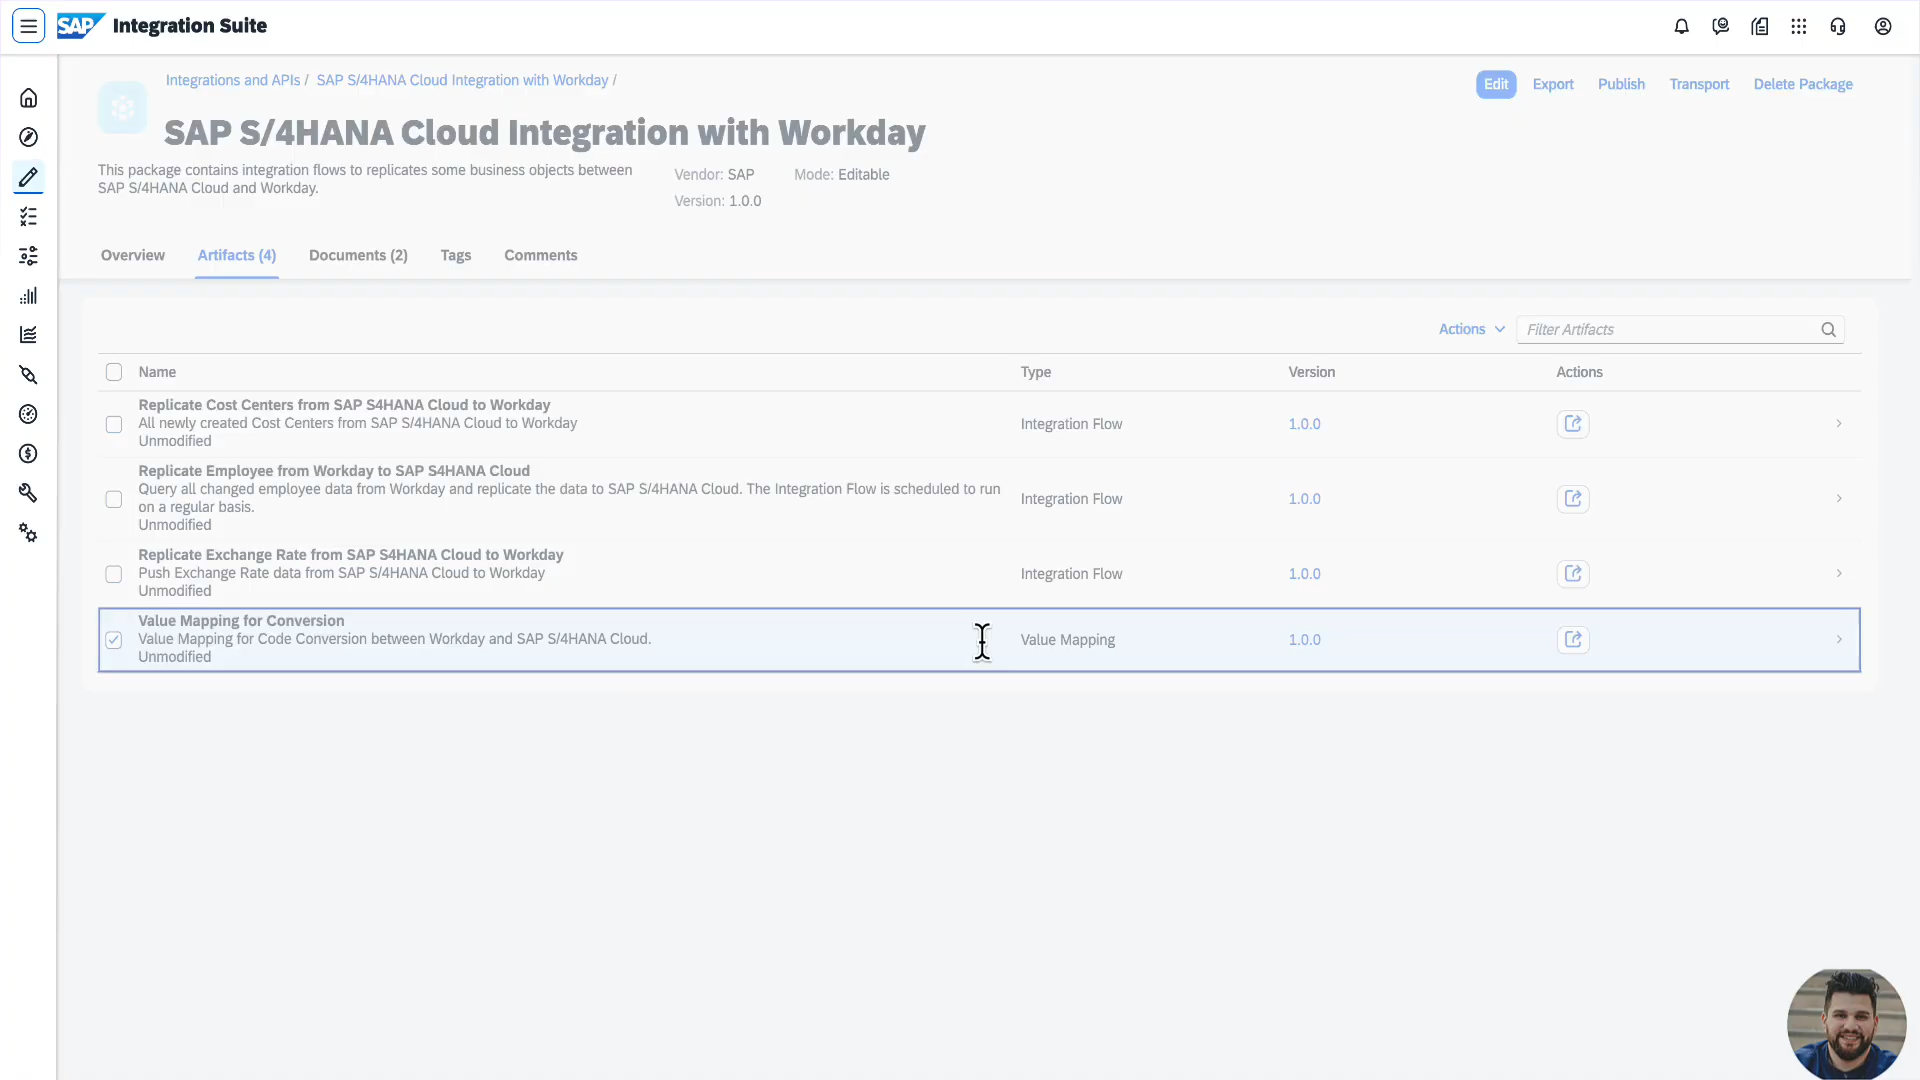 SAP Integration Suite
Integrations and APIs / SAP S/4HANA Cloud Integration with Workday /
Edit Export Publish Transport Delete Package
SAP S/4HANA Cloud Integration with Workday
This package contains integration flows to replicates some business objects between
SAP S/4HANA Cloud and Workday.
Vendor: SAP Mode: Editable
Version: 1.0.0
Overview Artifacts (4) Documents (2) Tags Comments
Actions Filter Artifacts
Name Type Version Actions
Replicate Cost Centers from SAP S4HANA Cloud to Workday
All newly created Cost Centers from SAP S/4HANA Cloud to Workday
Unmodified
Integration Flow 1.0.0
Replicate Employee from Workday to SAP S4HANA Cloud
Query all changed employee data from Workday and replicate the data to SAP S/4HANA Cloud. The Integration Flow is scheduled to run
on a regular basis.
Unmodified
Integration Flow 1.0.0
Replicate Exchange Rate from SAP S4HANA Cloud to Workday
Push Exchange Rate data from SAP S/4HANA Cloud to Workday
Unmodified
Integration Flow 1.0.0
Value Mapping for Conversion
Value Mapping for Code Conversion between Workday and SAP S/4HANA Cloud.
Unmodified
Value Mapping 1.0.0